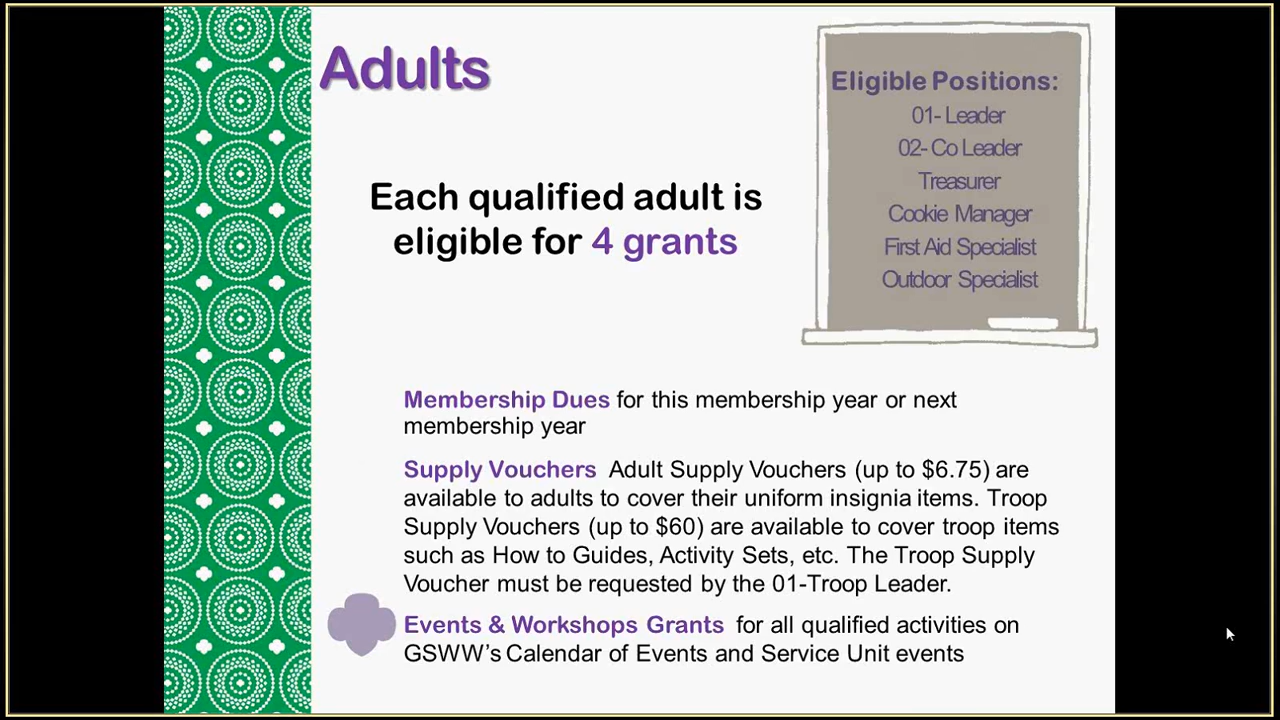 Adults
Eligible Positions:
01- Leader
02- Co Leader
Treasurer
Cookie Manager
First Aid Specialist
Outdoor Specialist
Each qualified adult is
eligible for 4 grants
Membership Dues for this membership year or next
membership year
Supply Vouchers Adult Supply Vouchers (up to $6.75) are
available to adults to cover their uniform insignia items. Troop
Supply Vouchers (up to $60) are available to cover troop items
such as How to Guides, Activity Sets, etc. The Troop Supply
Voucher must be requested by the 01-Troop Leader.
Events & Workshops Grants for all qualified activities on
GSWW’s Calendar of Events and Service Unit events